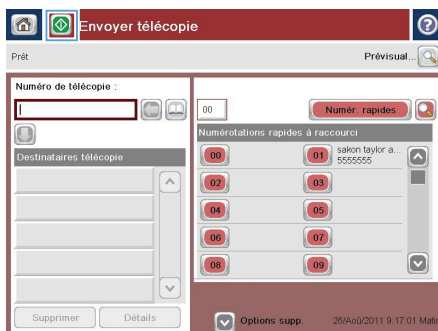 Envoyer télécopie
Prêt
Prévisual...
Numéro de télécopie :
00
Numér. rapides
Numérotations rapides à raccourci
Destinataires télécopie
00
01 sakon taylor a...
5555555
02
03
04
05
06
07
08
09
Supprimer
Détails
Options supp.
26/Aoû/2011 9:17:01 Matin